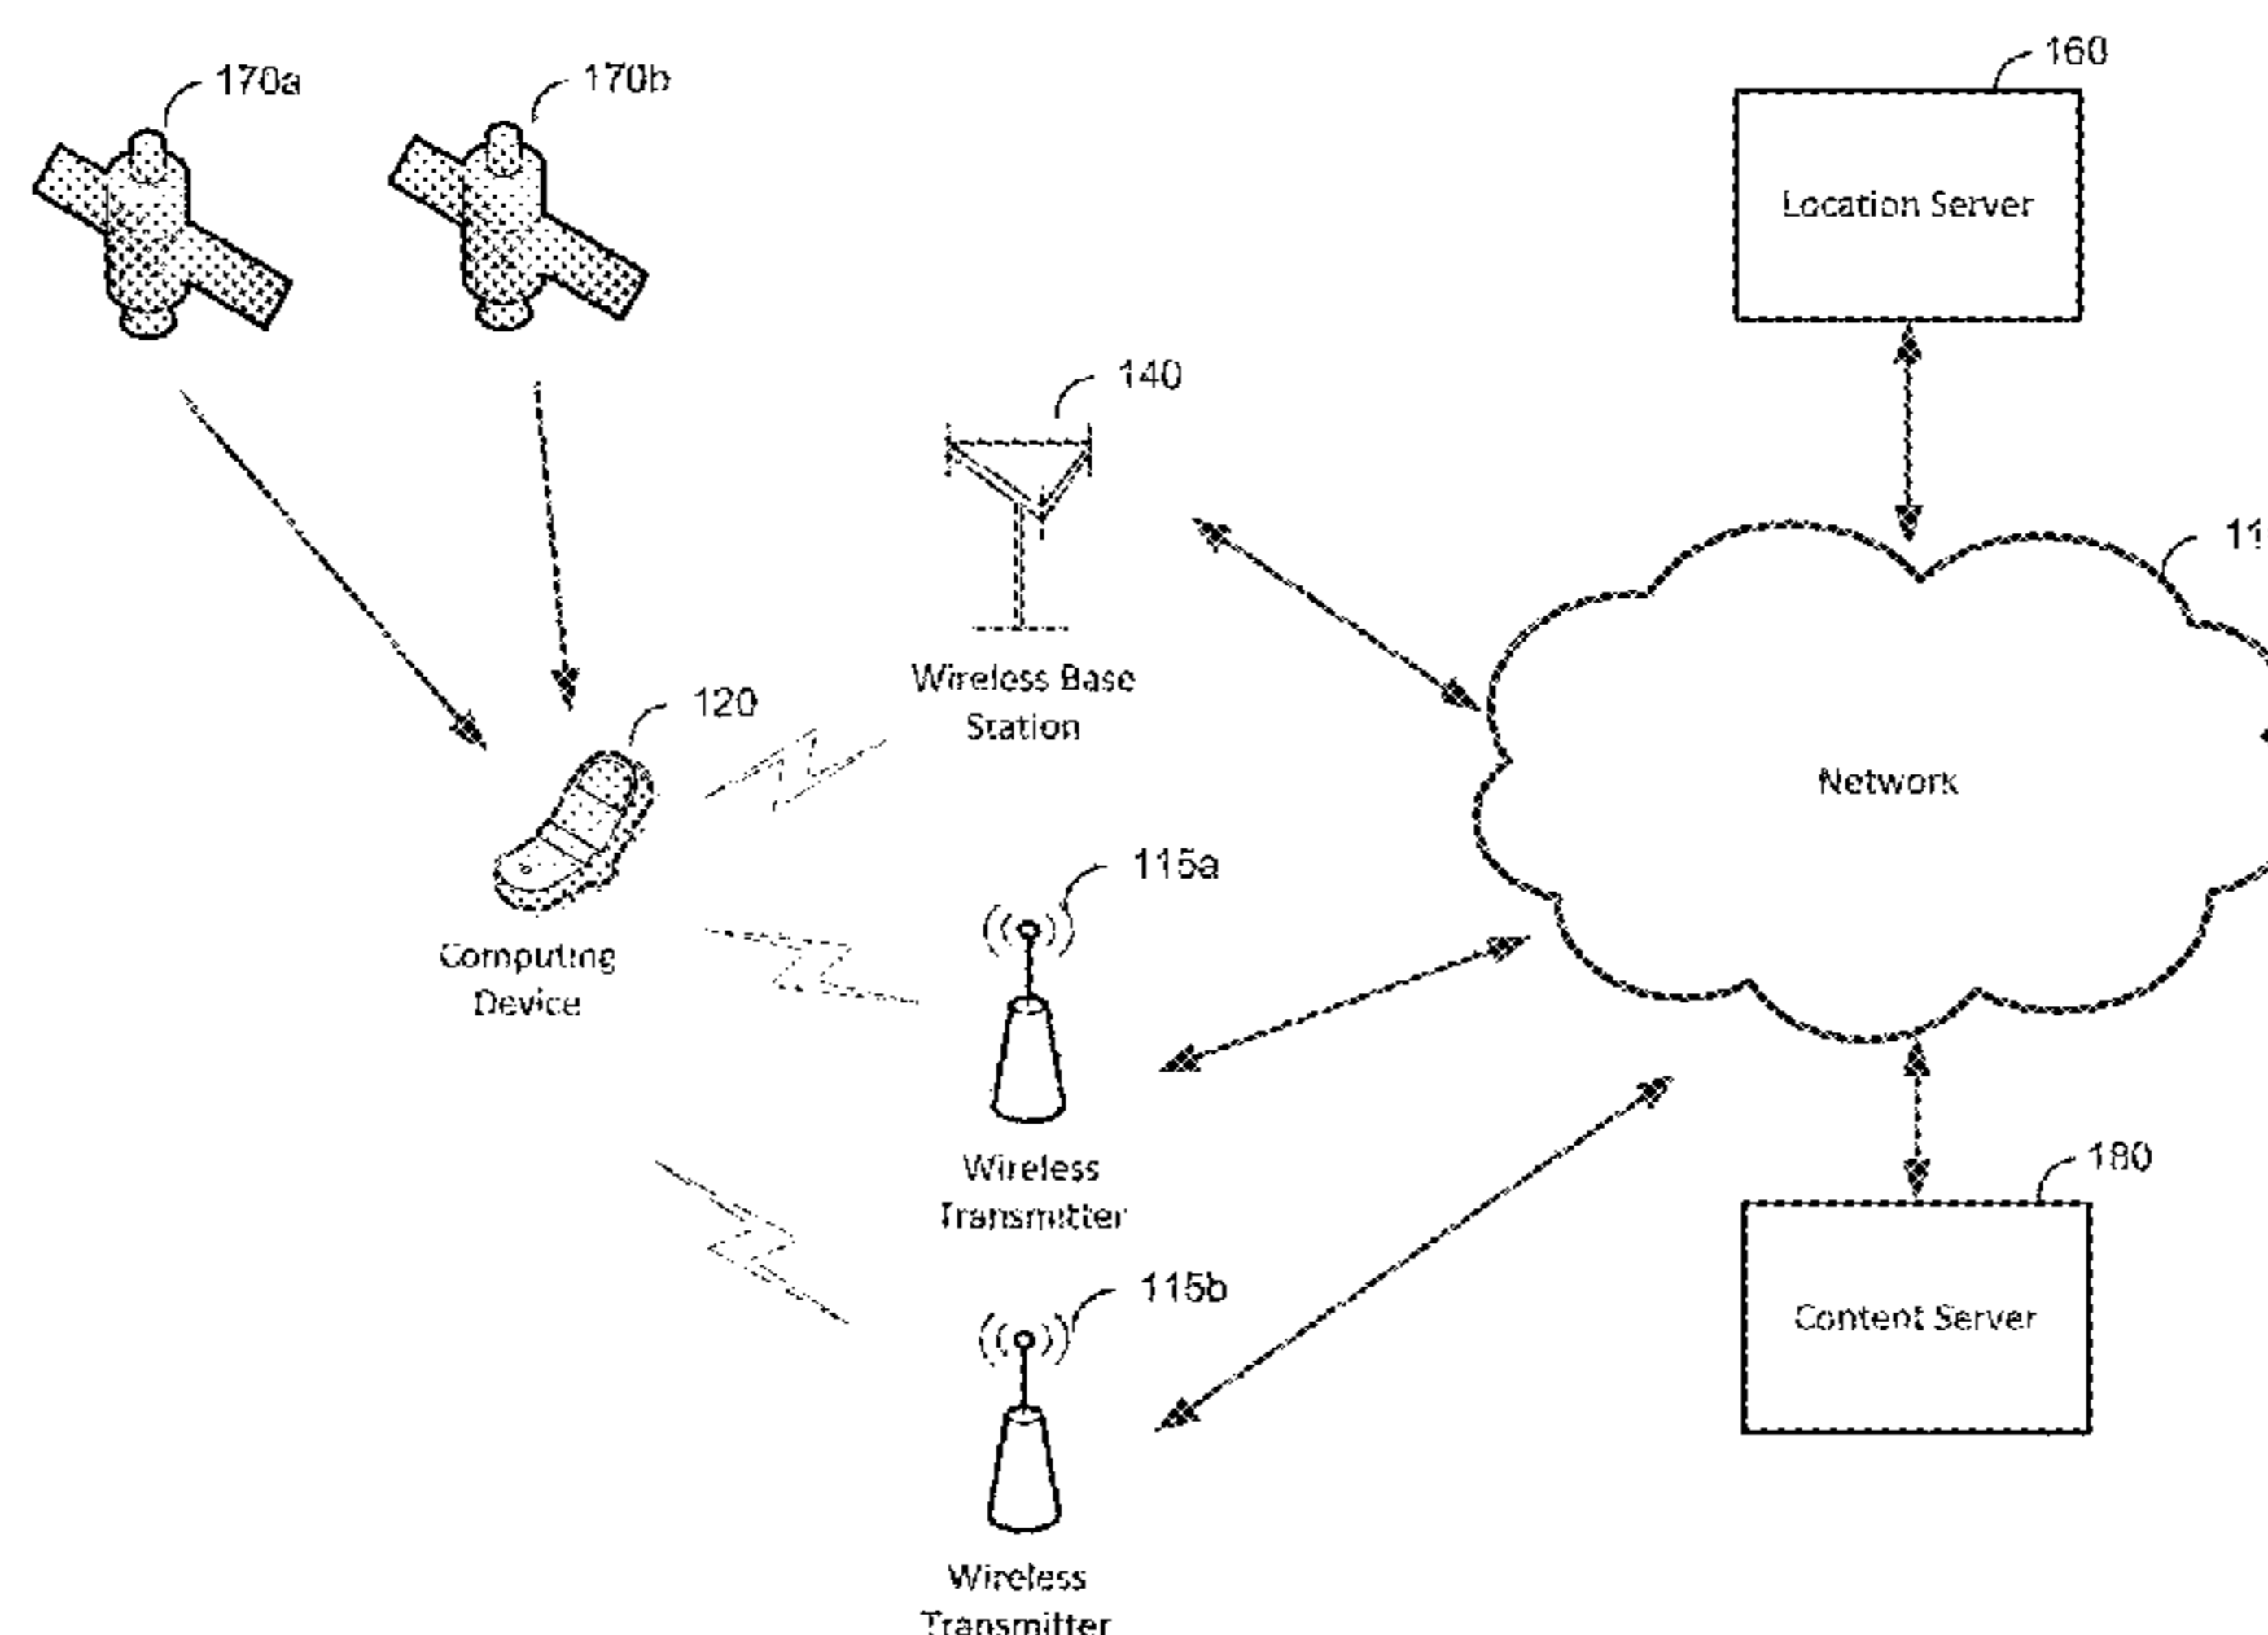 170a
170b
160
Location Server
140
11
Wireless Base
Station
120
Network
115a
Computing
Device
Wireless
Transmitter
180
115b
Content Server
Wireless
Transmitter